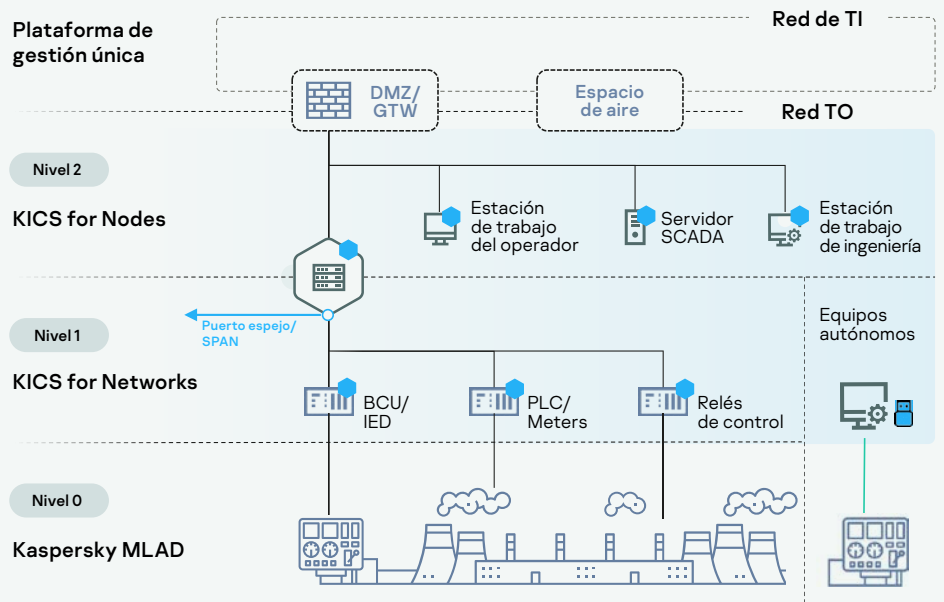 Plataforma de
gestión única
Red de TI
DMZ/
GTW
Espacio
de aire
Red TO
Nivel 2
KICS for Nodes
Estación
de trabajo
del operador
Servidor
SCADA
Estación
de trabajo
de ingeniería
Puerto espejo/
SPAN
Nivel 1
KICS for Networks
BCU/
IED
PLC/
Meters
Relés
de control
Equipos
autónomos
Nivel 0
Kaspersky MLAD